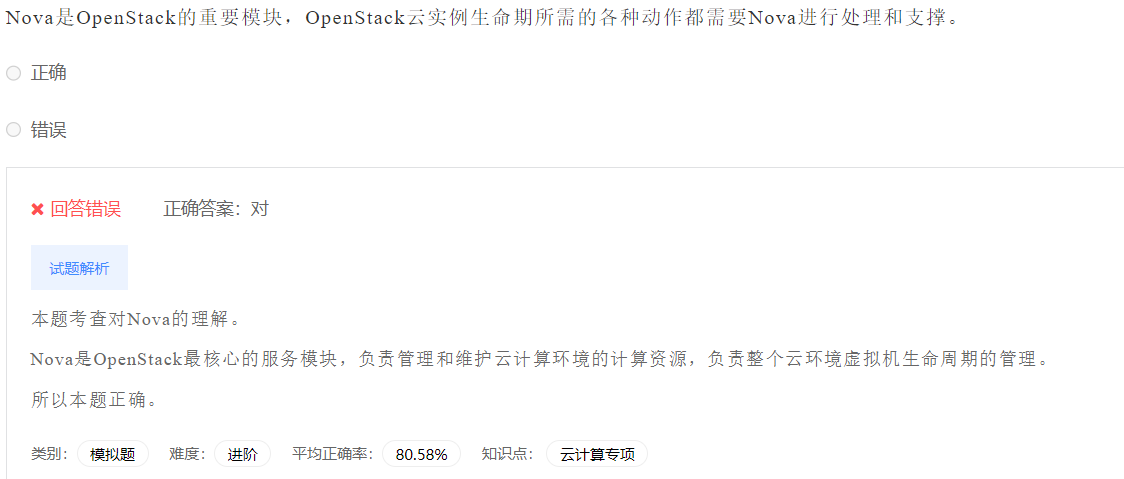 Nova是OpenStack的重要模块，OpenStack云实例生命期所需的各种动作都需要Nova进行处理和支撑。
正确
错误
回答错误 正确答案：对
试题解析
本题考查对Nova的理解。
Nova是OpenStack最核心的服务模块，负责管理和维护云计算环境的计算资源，负责整个云环境虚拟机生命周期的管理。
所以本题正确。
类别： 模拟题 难度： 进阶 平均正确率： 80.58% 知识点： 云计算专项